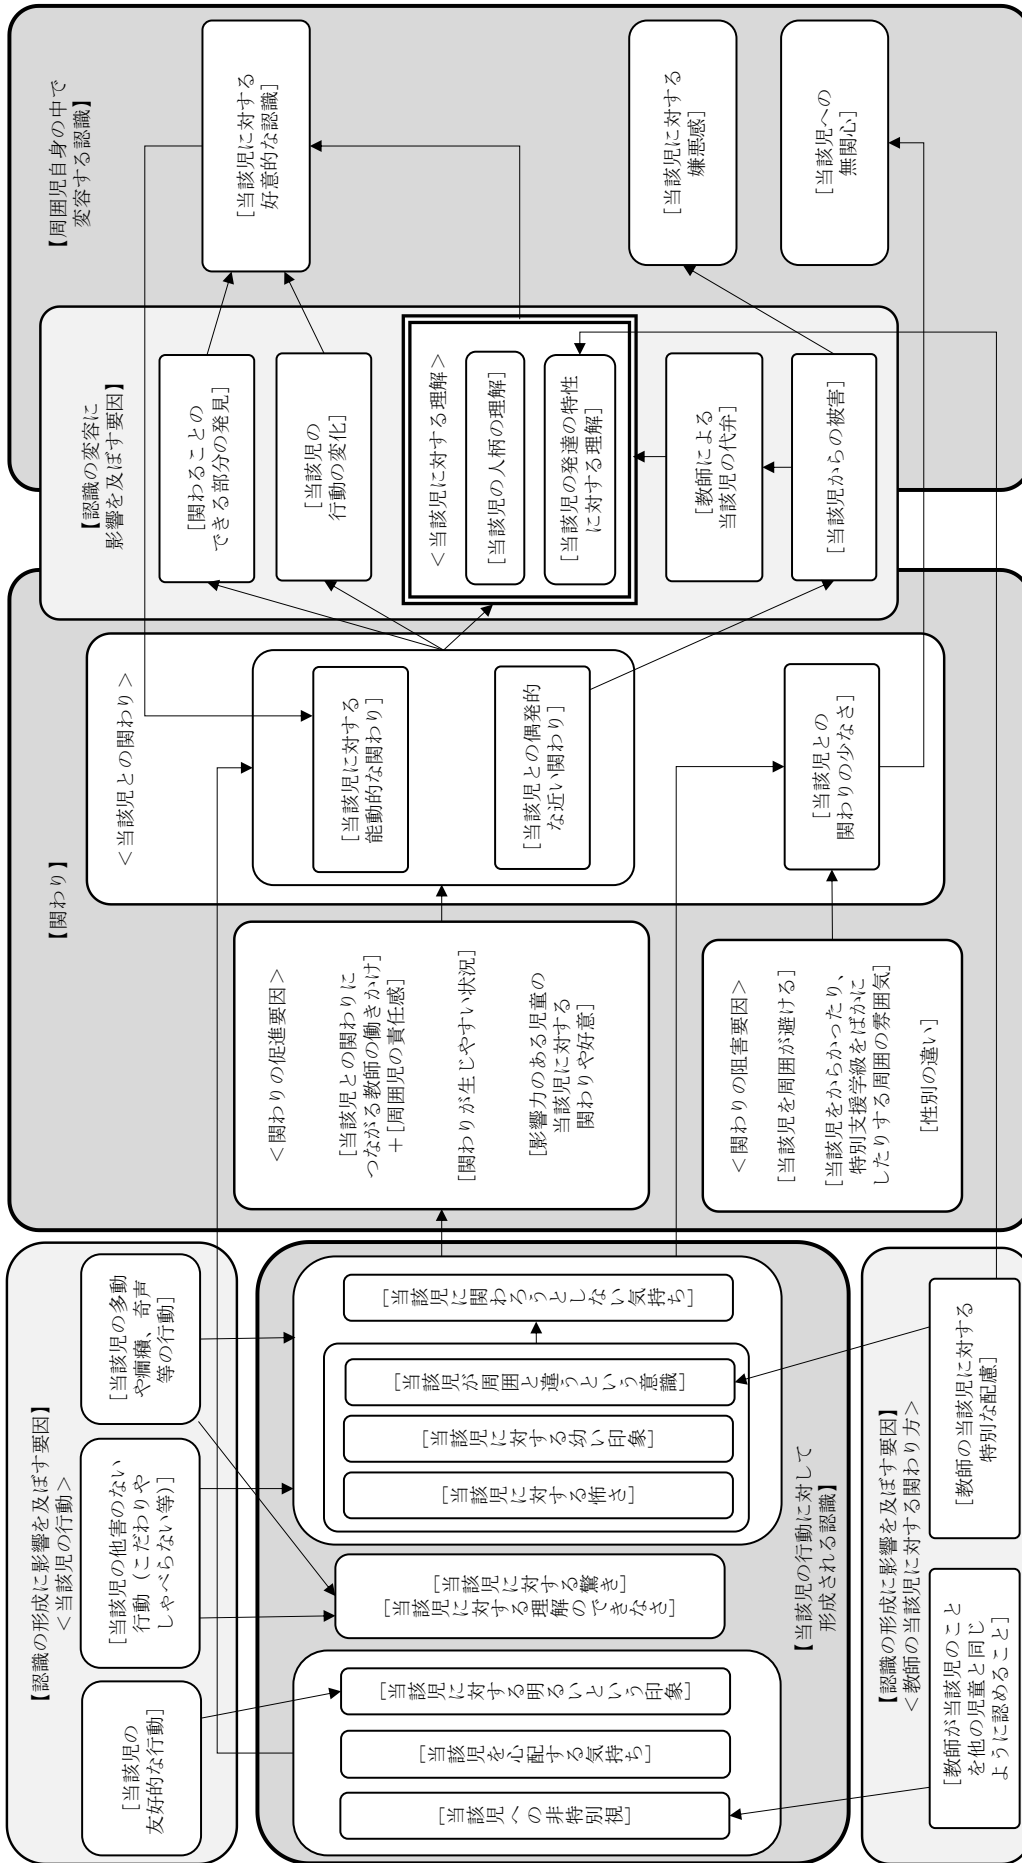 【認識の形成に影響を及ぼす要因】
<当該児の行動>
[当該児の
友好的な行動]
[当該児の他害のない
行動（こだわりや
しゃべらない等）]
[当該児の多動
や癇癪、奇声
等の行動]
[当該児への非特別視]
[当該児を心配する気持ち]
[当該児に対する明るいという印象]
[当該児に対する驚き]
[当該児に対する理解のできなさ]
[当該児に対する怖さ]
[当該児に対する幼い印象]
[当該児が周囲と違うという意識]
[当該児に関わろうとしない気持ち]
【当該児の行動に対して
形成される認識】
【認識の形成に影響を及ぼす要因】
<教師の当該児に対する関わり方>
[教師が当該児のこと
を他の児童と同じ
ように認めること]
[教師の当該児に対する
特別な配慮]
【関わり】
<関わりの促進要因>
[当該児との関わりに
つながる教師の働きかけ]
＋[周囲児の責任感]
[関わりが生じやすい状況]
[影響力のある児童の
当該児に対する
関わりや好意]
<関わりの阻害要因>
[当該児を周囲が避ける]
[当該児をからかったり、
特別支援学級をばかに
したりする周囲の雰囲気]
[性別の違い]
<当該児との関わり>
[当該児に対する
能動的な関わり]
[当該児との偶発的
な近い関わり]
[当該児との
関わりの少なさ]
【認識の変容に
影響を及ぼす要因】
[関わることの
できる部分の発見]
[当該児の
行動の変化]
<当該児に対する理解>
[当該児の人柄の理解]
[当該児の発達の特性
に対する理解]
[教師による
当該児の代弁]
[当該児からの被害]
【周囲児自身の中で
変容する認識】
[当該児に対する
好意的な認識]
[当該児に対する
嫌悪感]
[当該児への
無関心]